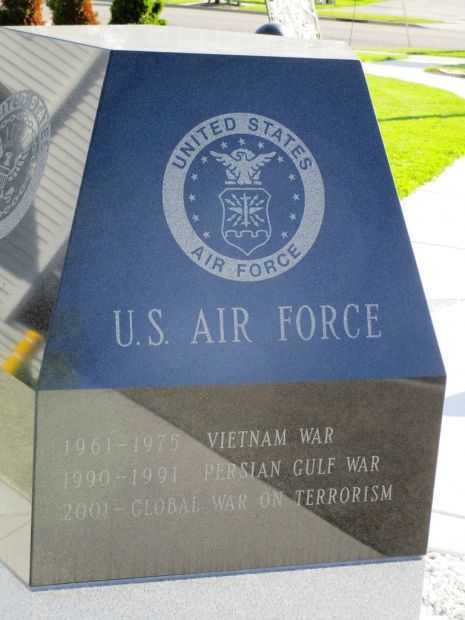 UNITED STATES
AIR FORCE
U.S. AIR FORCE
1961-1975 VIETNAM WAR
1990-1991 PERSIAN GULF WAR
2001-GLOBAL WAR ON TERRORISM